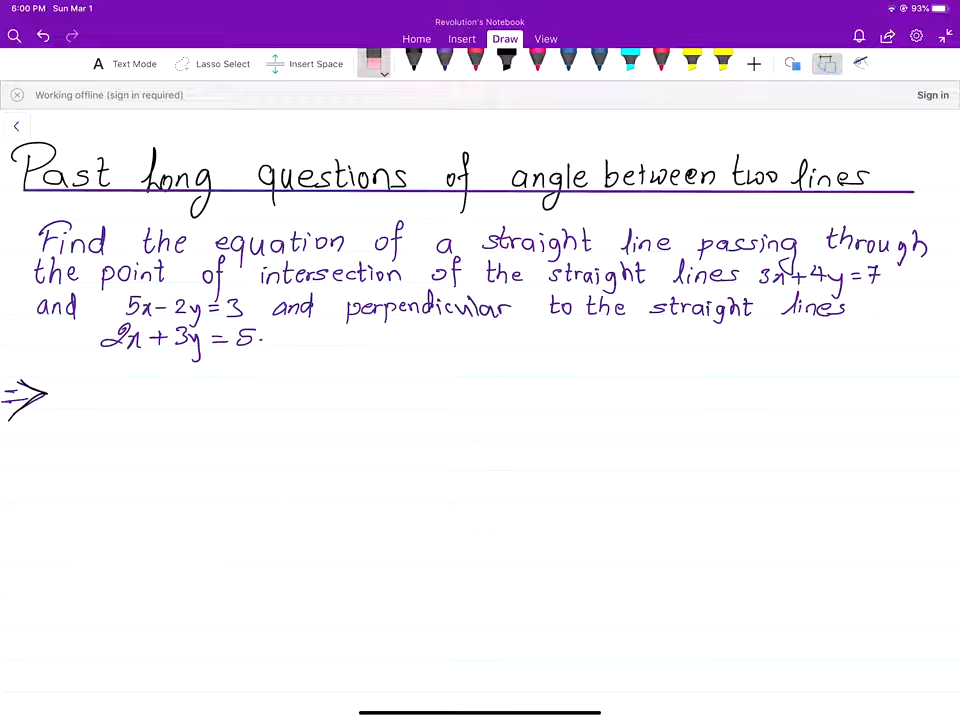 6:00 PM Sun Mar 1
93%
Revolution's Notebook
Home Insert Draw View
Text Mode Lasso Select Insert Space
Working offline (sign in required) Sign in
Past Long questions of angle between two lines
Find the equation of a straight line passing through
the point of intersection of the straight lines 3x+4y=7
and 5x-2y=3 and perpendicular to the straight lines
2x+3y=5.
⇒